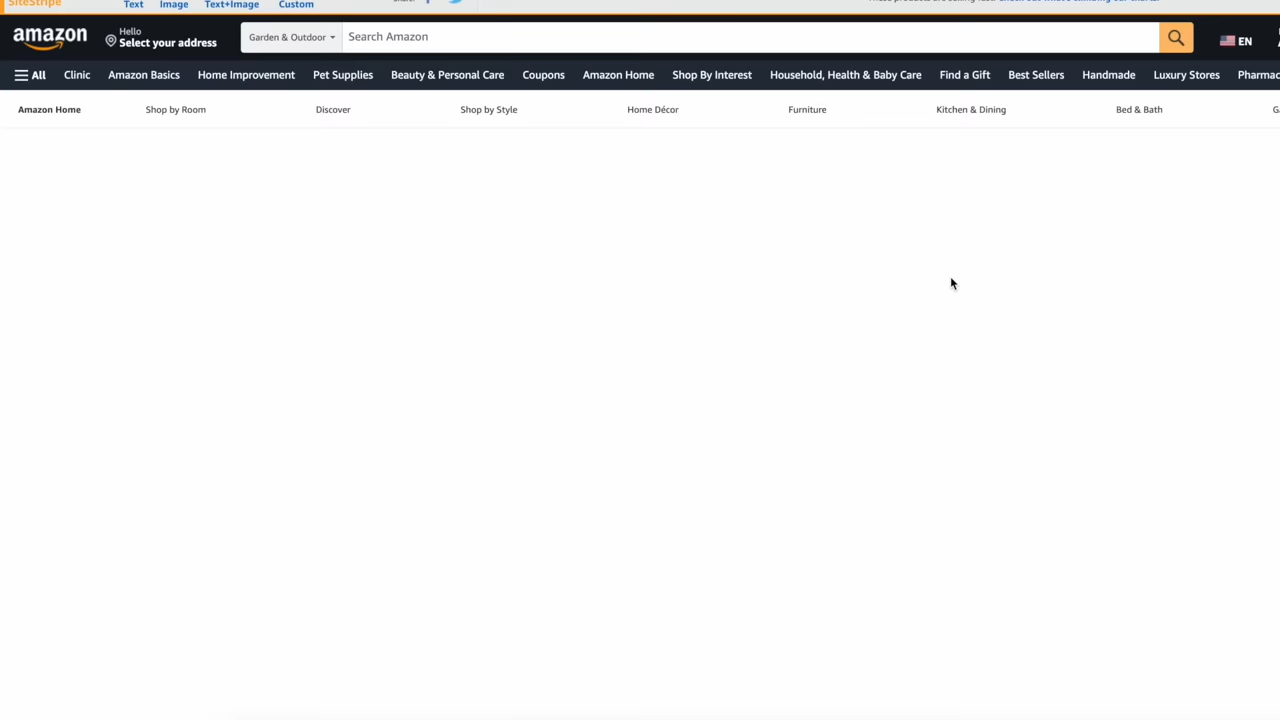 SiteStripe Text Image Text+Image Custom
amazon Hello Select your address Garden & Outdoor Search Amazon EN
All Clinic Amazon Basics Home Improvement Pet Supplies Beauty & Personal Care Coupons Amazon Home Shop By Interest Household, Health & Baby Care Find a Gift Best Sellers Handmade Luxury Stores Pharmac
Amazon Home Shop by Room Discover Shop by Style Home Décor Furniture Kitchen & Dining Bed & Bath